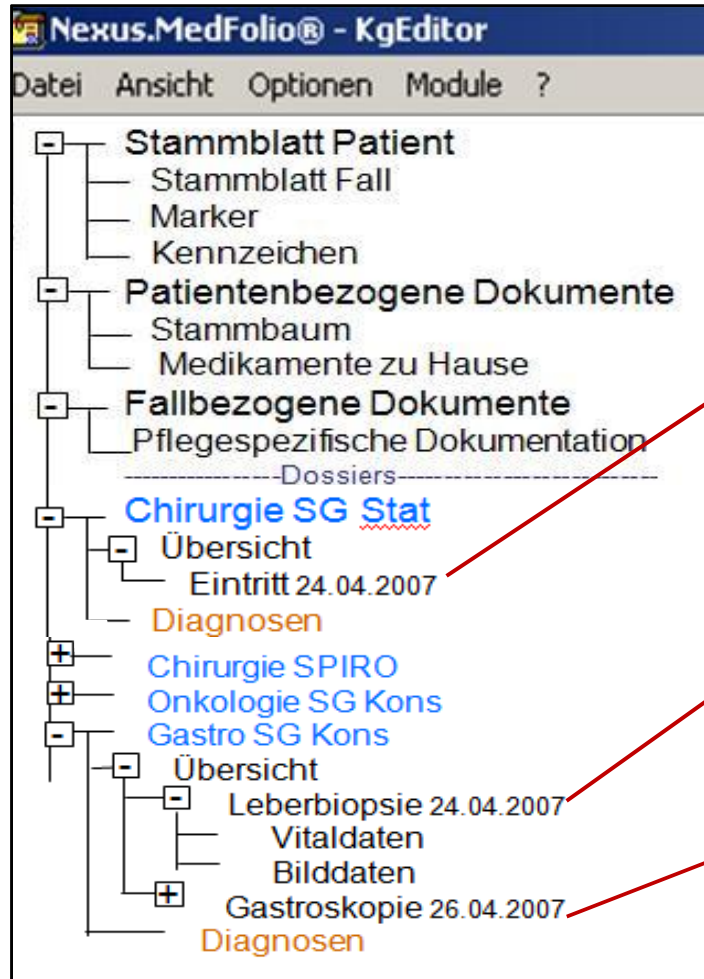 Nexus.MedFolio® - KgEditor
Datei Ansicht Optionen Module ?
Stammblatt Patient
Stammblatt Fall
Marker
Kennzeichen
Patientenbezogene Dokumente
Stammbaum
Medikamente zu Hause
Fallbezogene Dokumente
Pflegespezifische Dokumentation
-----------------Dossiers----------------------------
Chirurgie SG Stat
Übersicht
Eintritt 24.04.2007
Diagnosen
Chirurgie SPIRO
Onkologie SG Kons
Gastro SG Kons
Übersicht
Leberbiopsie 24.04.2007
Vitaldaten
Bilddaten
Gastroskopie 26.04.2007
Diagnosen